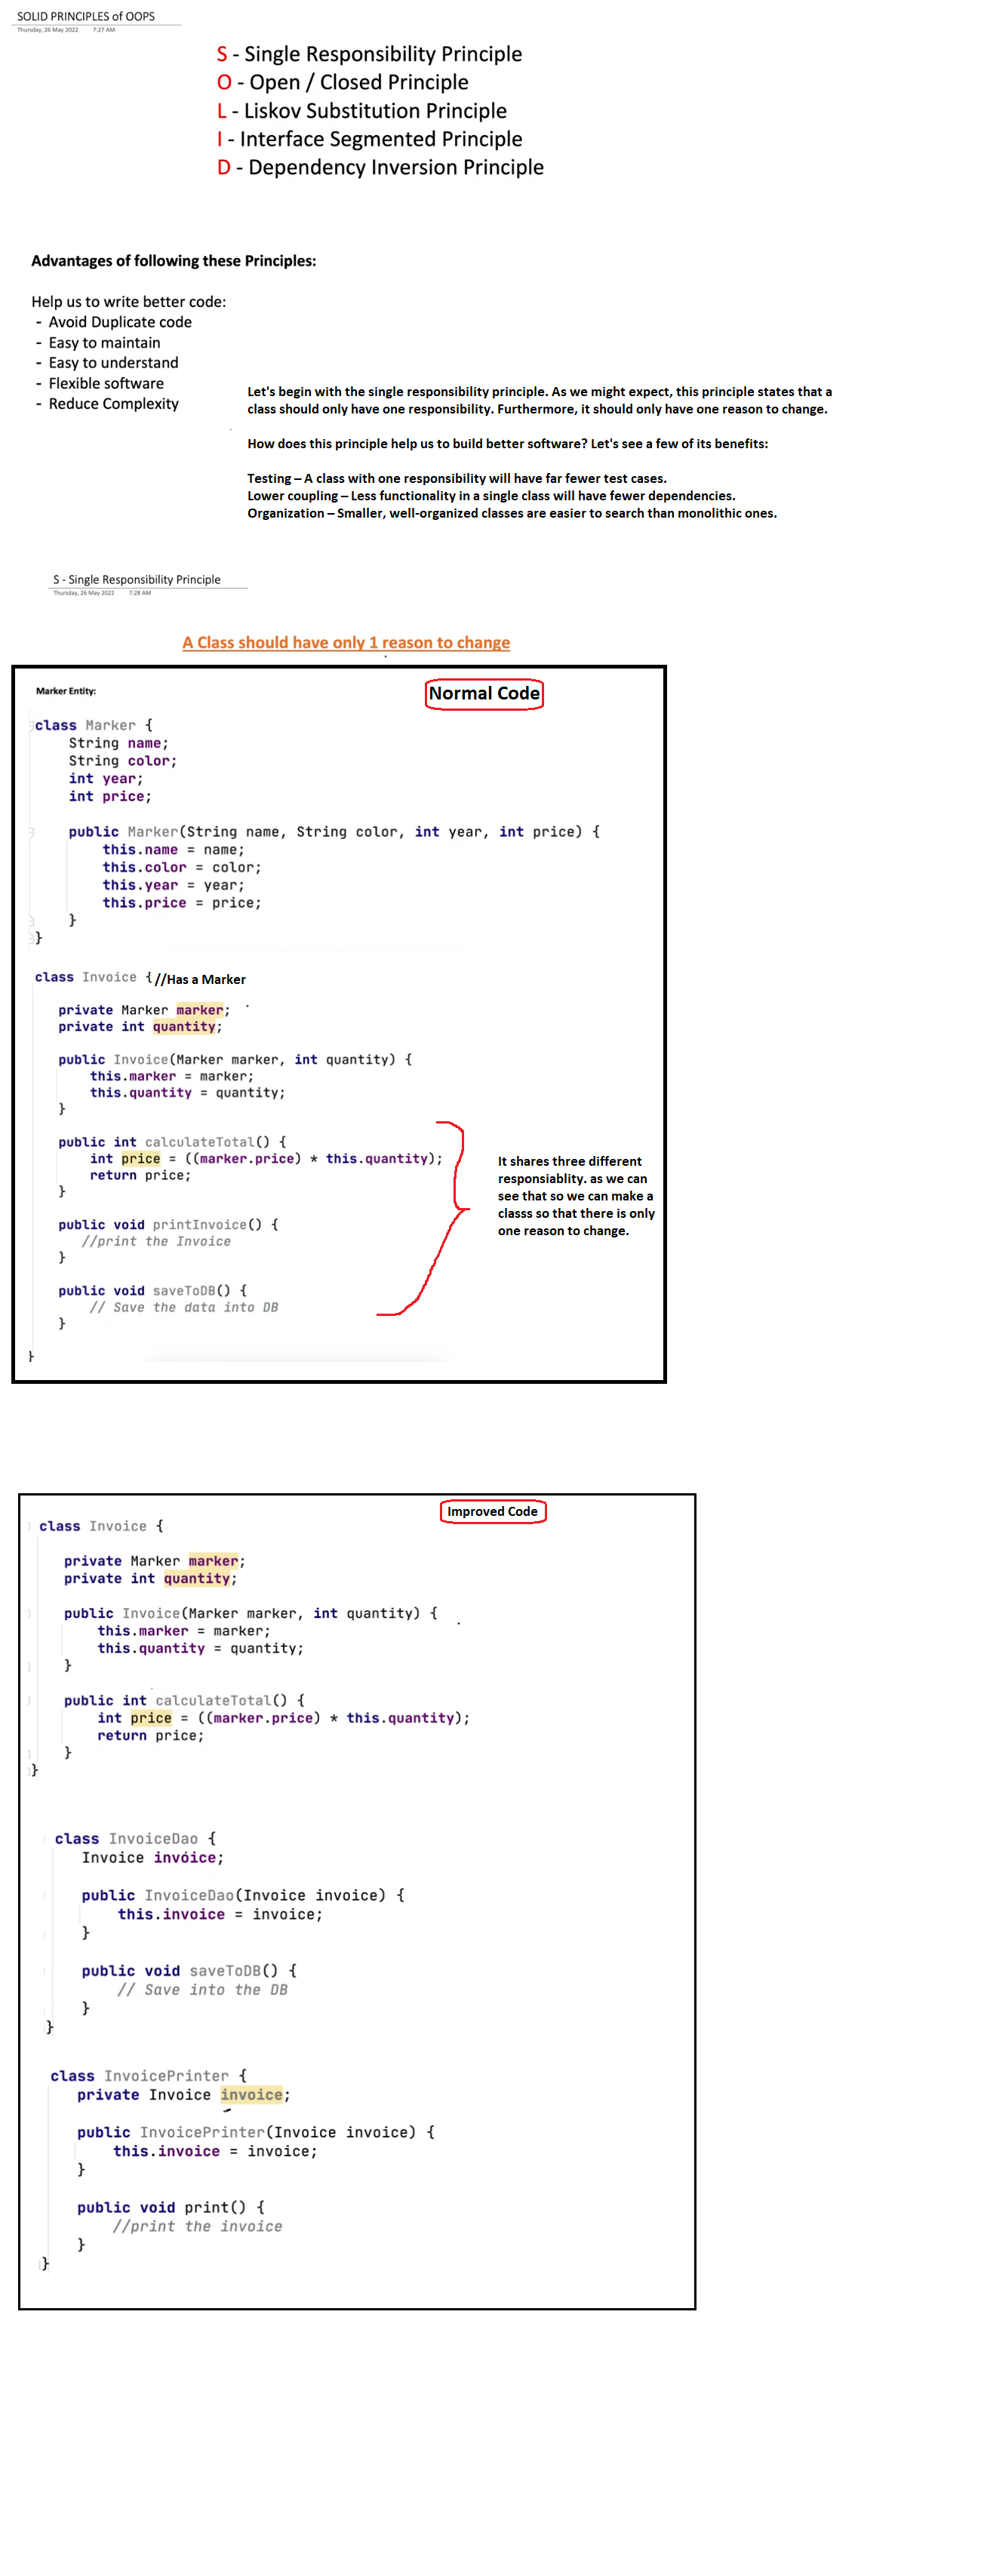 SOLID PRINCIPLES of OOPS
Thursday, 26 May 2022 7:27 AM
S - Single Responsibility Principle
O - Open / Closed Principle
L - Liskov Substitution Principle
I - Interface Segmented Principle
D - Dependency Inversion Principle
Advantages of following these Principles:
Help us to write better code:
- Avoid Duplicate code
- Easy to maintain
- Easy to understand
- Flexible software
- Reduce Complexity
Let's begin with the single responsibility principle. As we might expect, this principle states that a
class should only have one responsibility. Furthermore, it should only have one reason to change.
How does this principle help us to build better software? Let's see a few of its benefits:
Testing – A class with one responsibility will have far fewer test cases.
Lower coupling – Less functionality in a single class will have fewer dependencies.
Organization – Smaller, well-organized classes are easier to search than monolithic ones.
S - Single Responsibility Principle
Thursday, 26 May 2022 7:28 AM
A Class should have only 1 reason to change
Marker Entity:
Normal Code
class Marker {
String name;
String color;
int year;
int price;
public Marker(String name, String color, int year, int price) {
this.name = name;
this.color = color;
this.year = year;
this.price = price;
}
}
class Invoice { //Has a Marker
private Marker marker;
private int quantity;
public Invoice(Marker marker, int quantity) {
this.marker = marker;
this.quantity = quantity;
}
public int calculateTotal() {
int price = ((marker.price) * this.quantity);
return price;
}
public void printInvoice() {
//print the Invoice
}
public void saveToDB() {
// Save the data into DB
}
}
It shares three different
responsiablity. as we can
see that so we can make a
classs so that there is only
one reason to change.
Improved Code
class Invoice {
private Marker marker;
private int quantity;
public Invoice(Marker marker, int quantity) {
this.marker = marker;
this.quantity = quantity;
}
public int calculateTotal() {
int price = ((marker.price) * this.quantity);
return price;
}
}
class InvoiceDao {
Invoice invoice;
public InvoiceDao(Invoice invoice) {
this.invoice = invoice;
}
public void saveToDB() {
// Save into the DB
}
}
class InvoicePrinter {
private Invoice invoice;
public InvoicePrinter(Invoice invoice) {
this.invoice = invoice;
}
public void print() {
//print the invoice
}
}